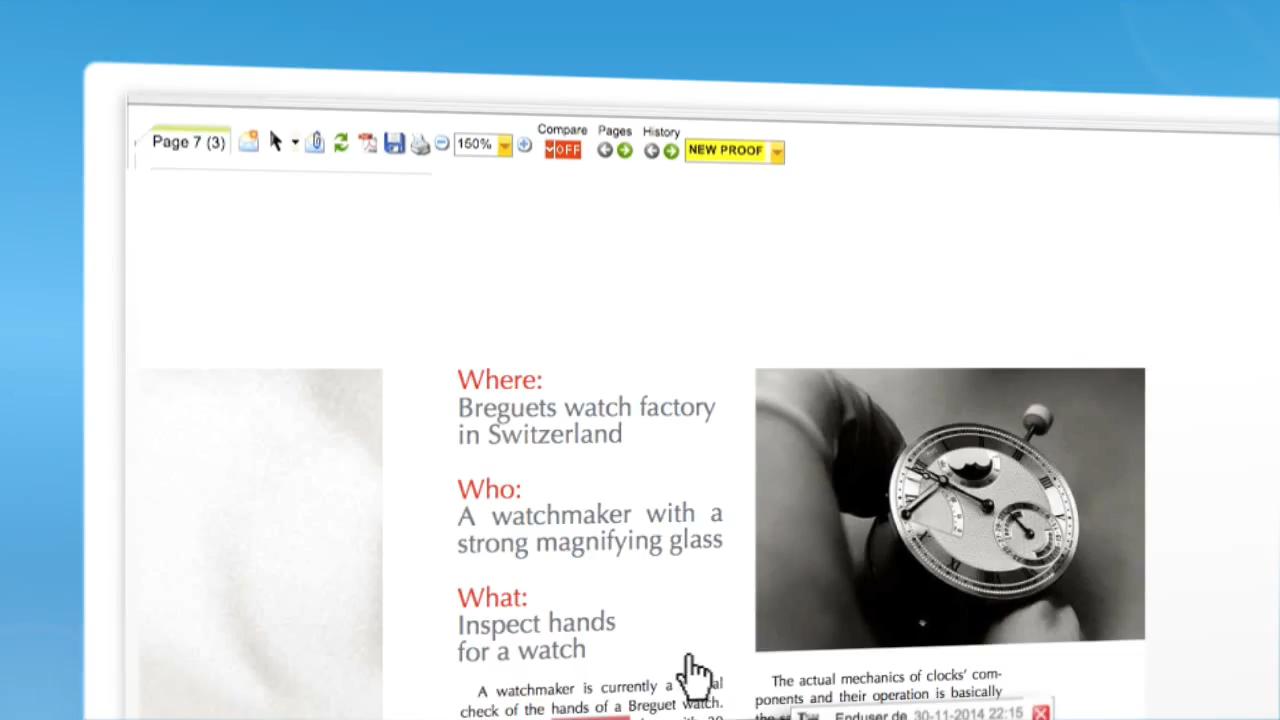 Compare Pages History
Page 7 (3) 150% OFF NEW PROOF
Where:
Breguets watch factory
in Switzerland
Who:
A watchmaker with a
strong magnifying glass
What:
Inspect hands
for a watch
A watchmaker is currently a
check of the hands of a Breguet watch.
The actual mechanics of clocks' com-
ponents and their operation is basically
the
Enduser de 30-11-2014 22:15